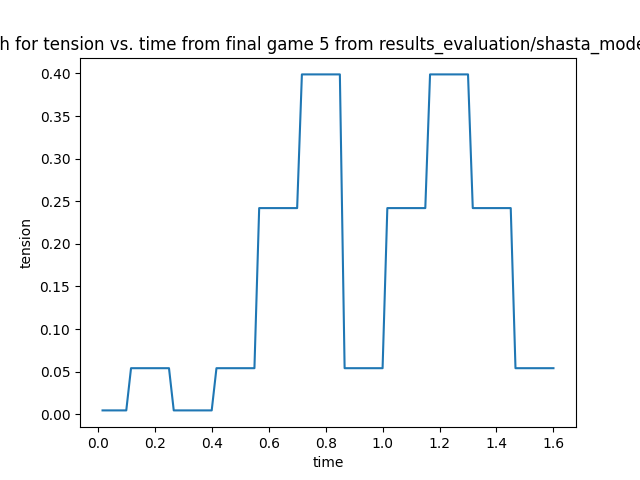 h for tension vs. time from final game 5 from results_evaluation/shasta_mode
0.40
0.35
0.30
0.25
0.20
0.15
0.10
0.05
0.00
tension
0.0 0.2 0.4 0.6 0.8 1.0 1.2 1.4 1.6
time